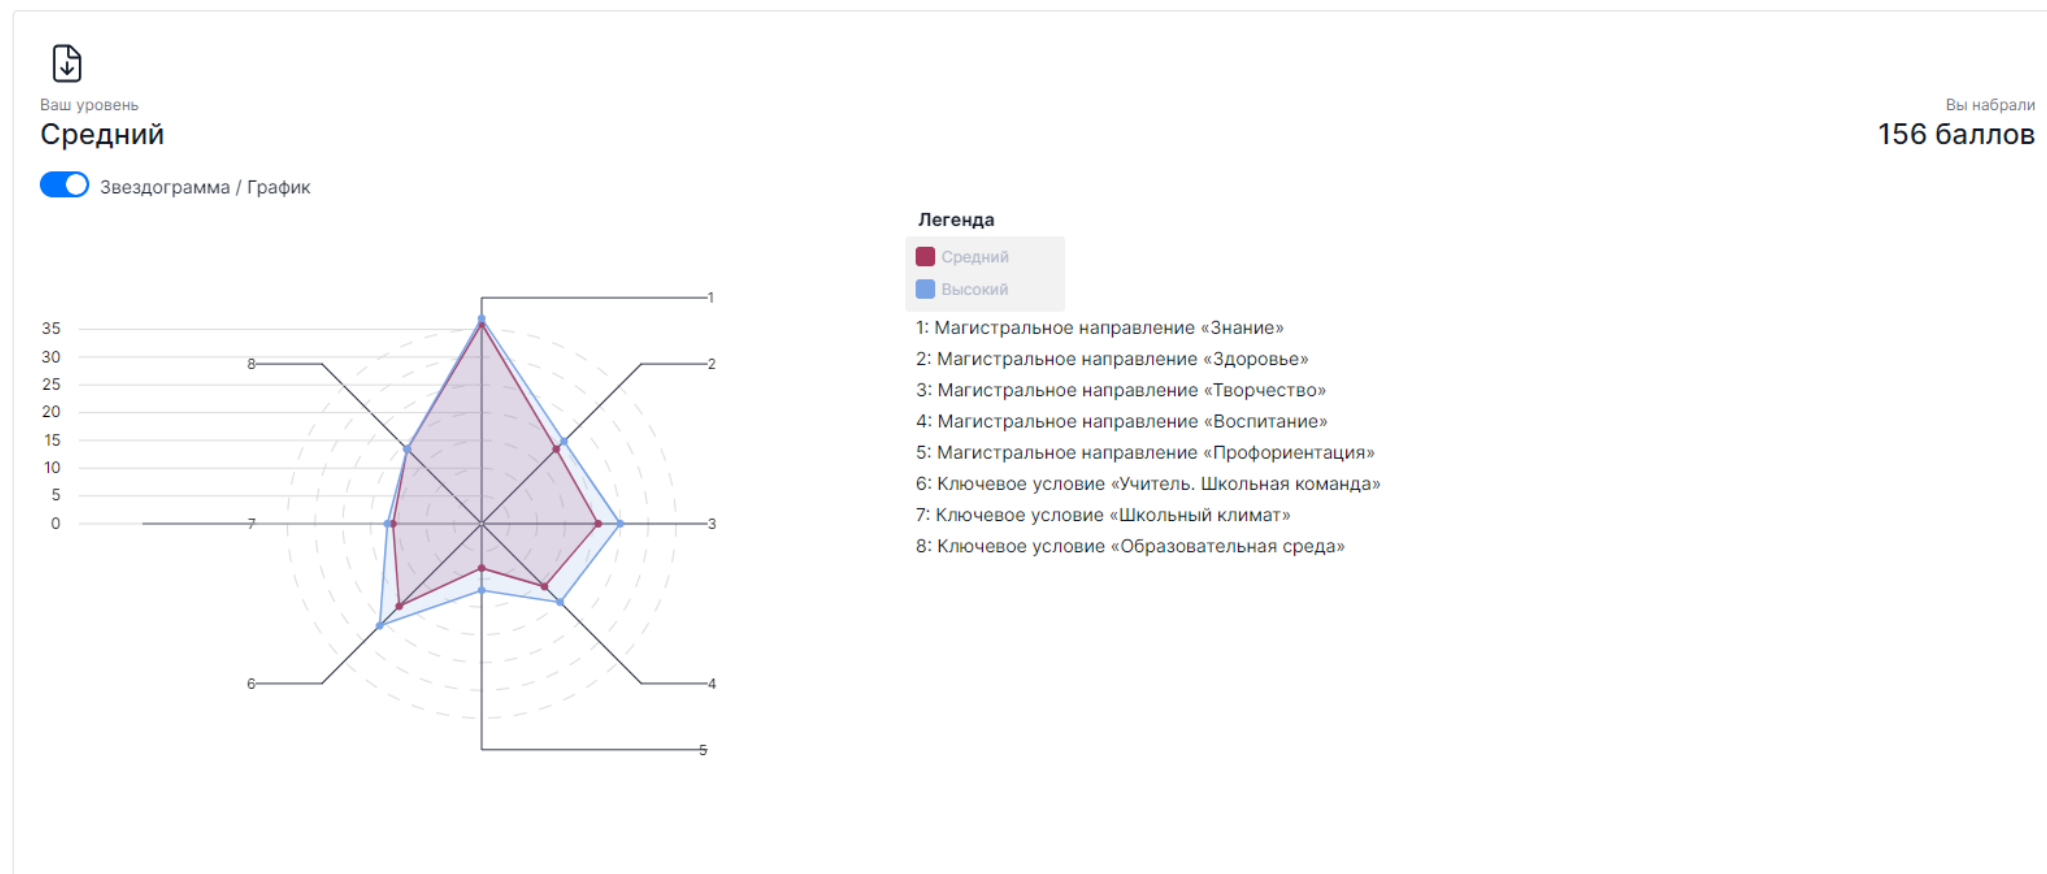 Ваш уровень
Вы набрали
Средний
156 баллов
Звездограмма / График
Легенда
Средний
Высокий
1: Магистральное направление «Знание»
2: Магистральное направление «Здоровье»
3: Магистральное направление «Творчество»
4: Магистральное направление «Воспитание»
5: Магистральное направление «Профориентация»
6: Ключевое условие «Учитель. Школьная команда»
7: Ключевое условие «Школьный климат»
8: Ключевое условие «Образовательная среда»
1
35
30
8
2
25
20
15
10
5
0
7
3
6
4
5